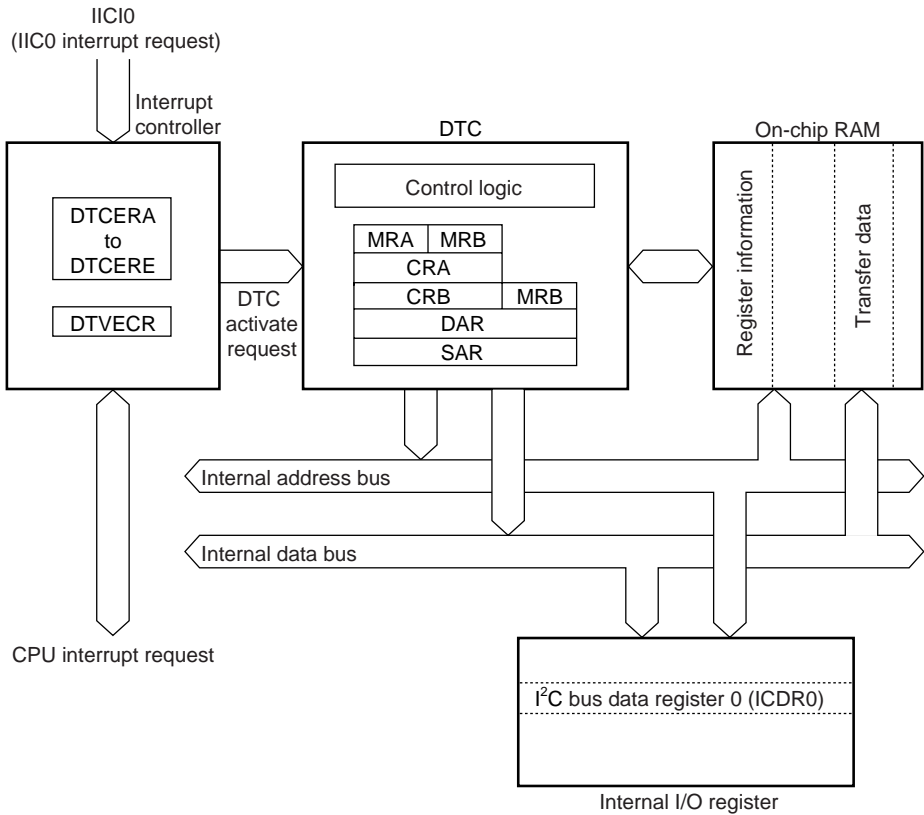 IICI0
(IIC0 interrupt request)
Interrupt
controller
DTC
On-chip RAM
Control logic
DTCERA
to
DTCERE
DTVECR
MRA
MRB
CRA
CRB
MRB
DAR
SAR
DTC
activate
request
Register information
Transfer data
Internal address bus
Internal data bus
CPU interrupt request
I²C bus data register 0 (ICDR0)
Internal I/O register